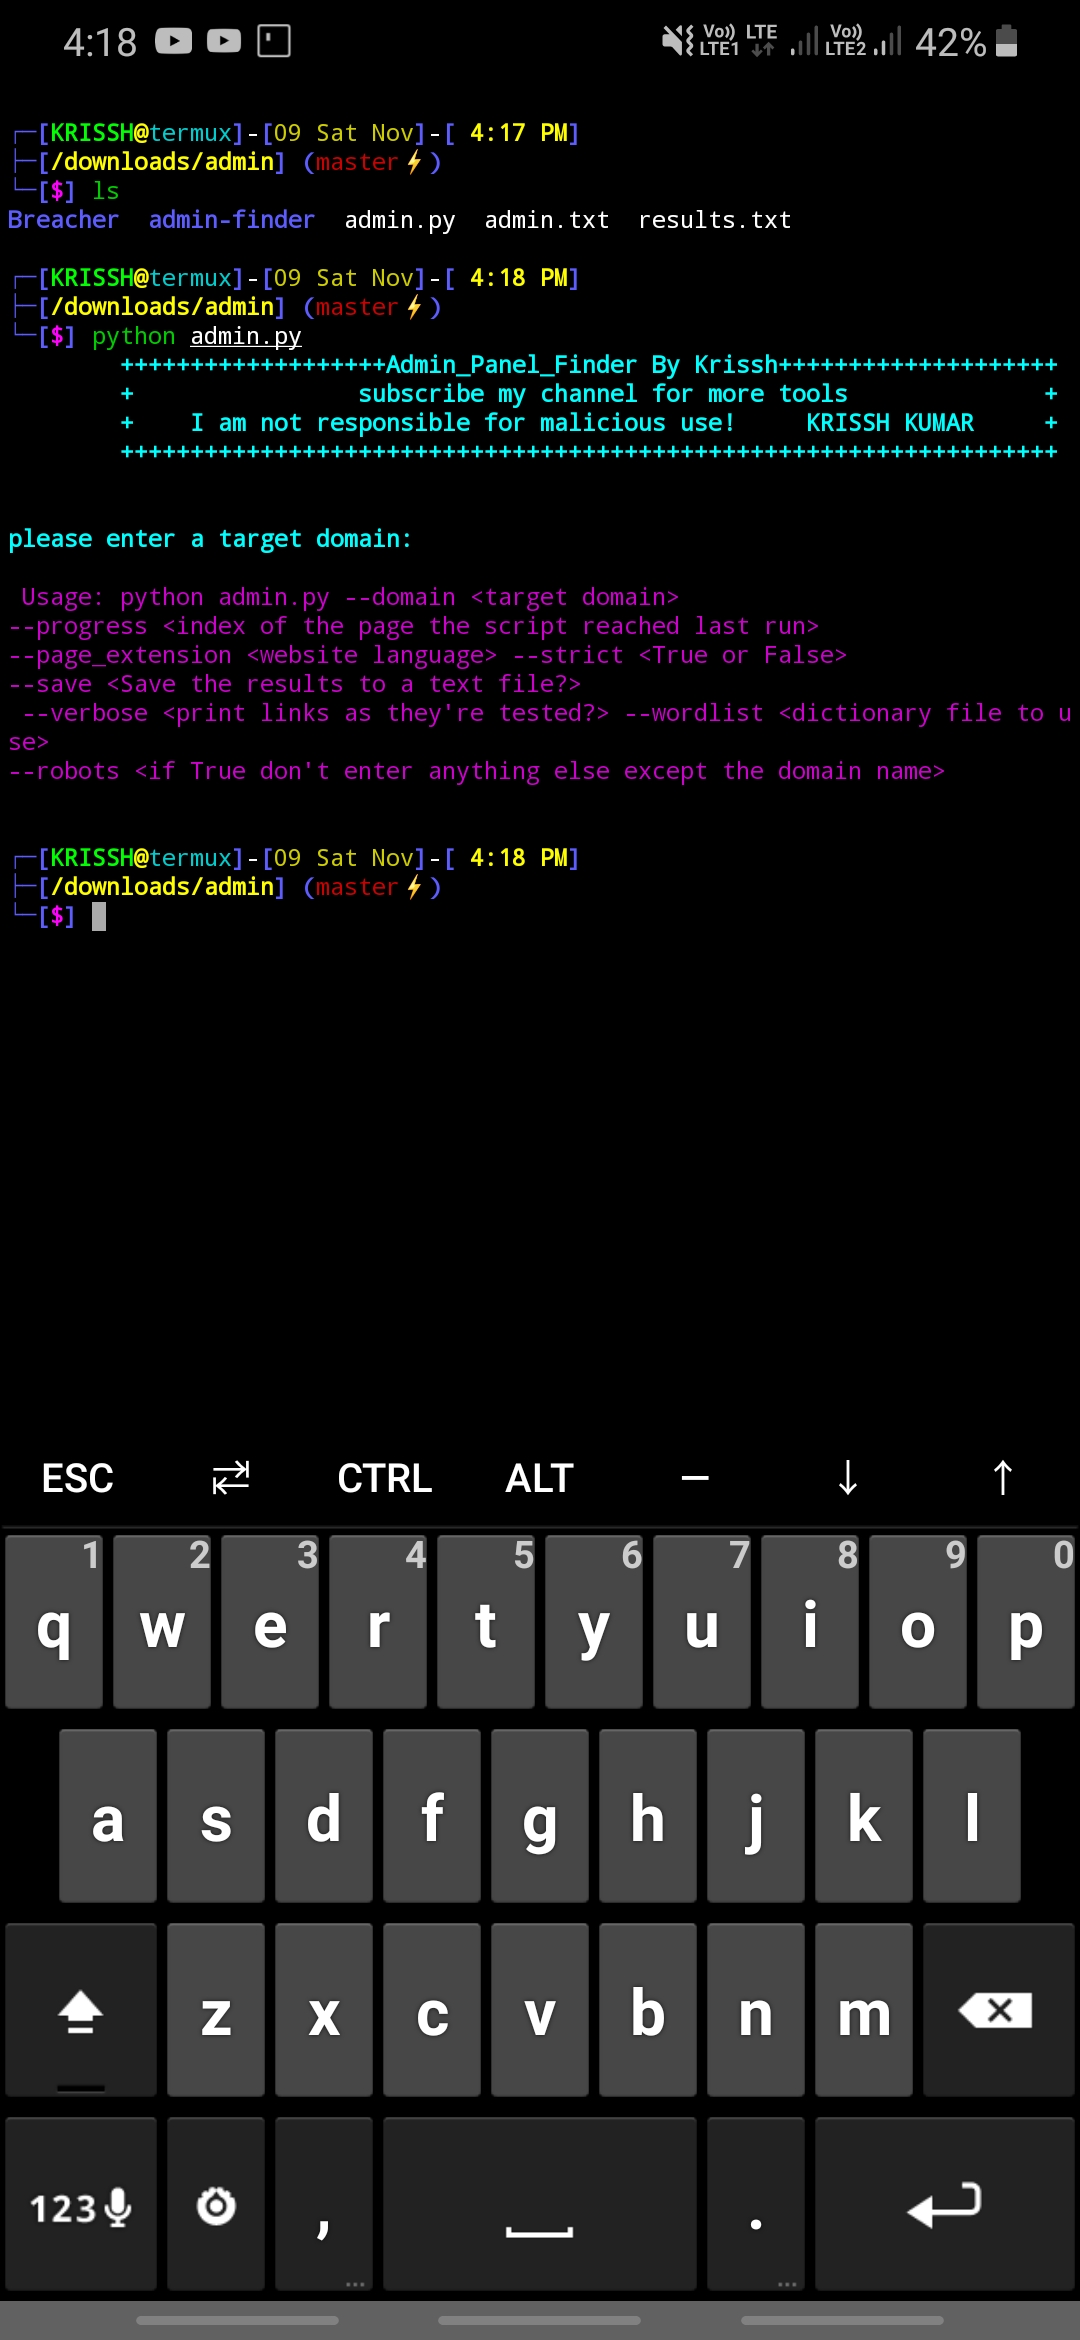 4:18 Vo)) LTE1 LTE Vo)) LTE2 42%
[KRISSH@termux]-[09 Sat Nov]-[ 4:17 PM]
[/downloads/admin] (master⚡)
[$] ls
Breacher admin-finder admin.py admin.txt results.txt
[KRISSH@termux]-[09 Sat Nov]-[ 4:18 PM]
[/downloads/admin] (master⚡)
[$] python admin.py
+++++++++++++++++++Admin_Panel_Finder By Krissh++++++++++++++++++++
+ subscribe my channel for more tools +
+ I am not responsible for malicious use! KRISSH KUMAR +
+++++++++++++++++++++++++++++++++++++++++++++++++++++++++++++++++++
please enter a target domain:
Usage: python admin.py --domain <target domain>
--progress <index of the page the script reached last run>
--page_extension <website language> --strict <True or False>
--save <Save the results to a text file?>
--verbose <print links as they're tested?> --wordlist <dictionary file to u
se>
--robots <if True don't enter anything else except the domain name>
[KRISSH@termux]-[09 Sat Nov]-[ 4:18 PM]
[/downloads/admin] (master⚡)
[$]
ESC CTRL ALT – ↓ ↑
1 2 3 4 5 6 7 8 9 0
q w e r t y u i o p
a s d f g h j k l
z x c v b n m
123 , .